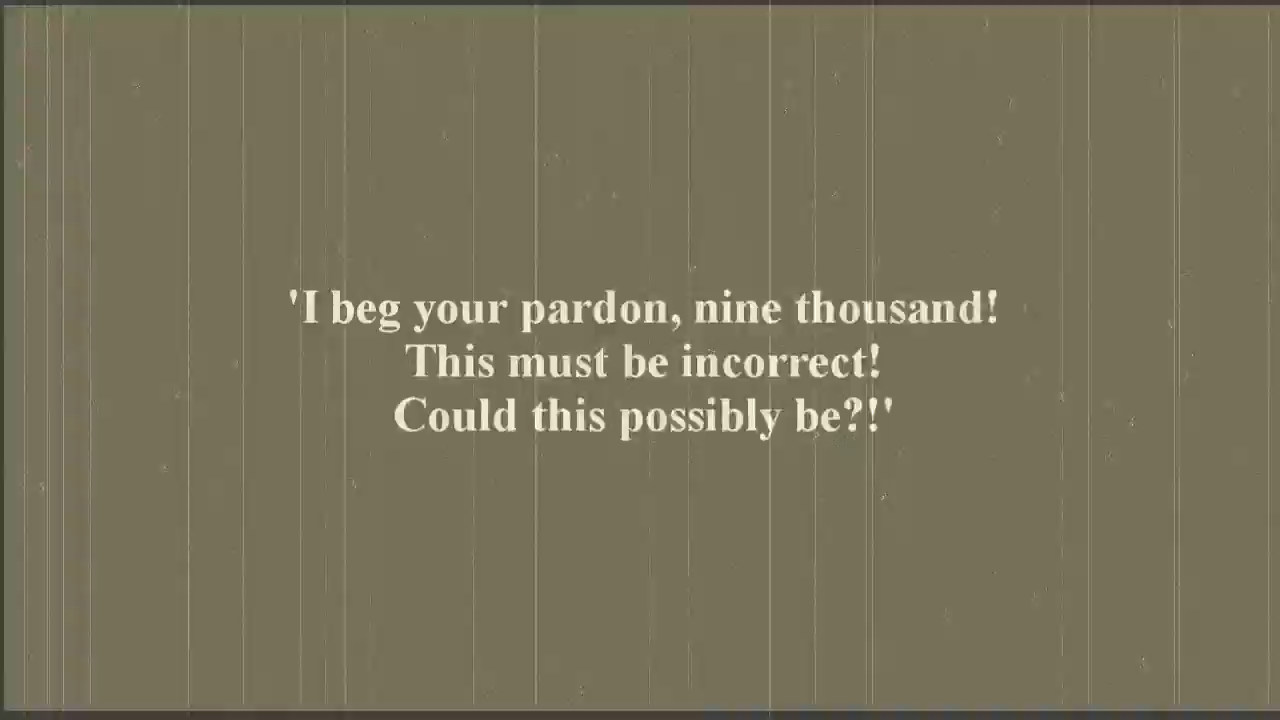 'I beg your pardon, nine thousand!
This must be incorrect!
Could this possibly be?!'